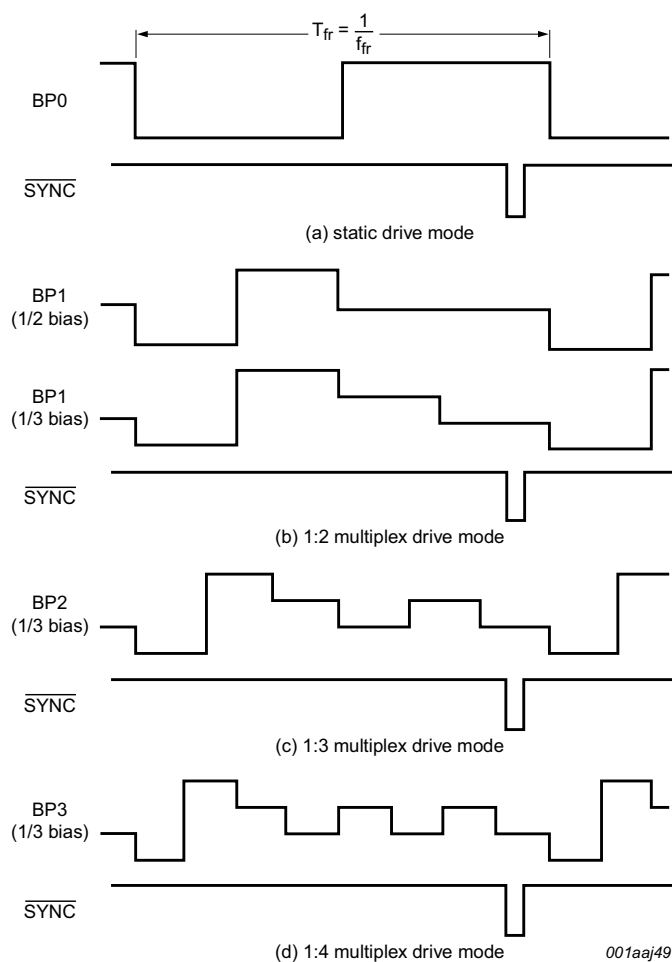 T_fr = 1/f_fr
BP0
SYNC
(a) static drive mode
BP1
(1/2 bias)
BP1
(1/3 bias)
SYNC
(b) 1:2 multiplex drive mode
BP2
(1/3 bias)
SYNC
(c) 1:3 multiplex drive mode
BP3
(1/3 bias)
SYNC
(d) 1:4 multiplex drive mode
001aaj49